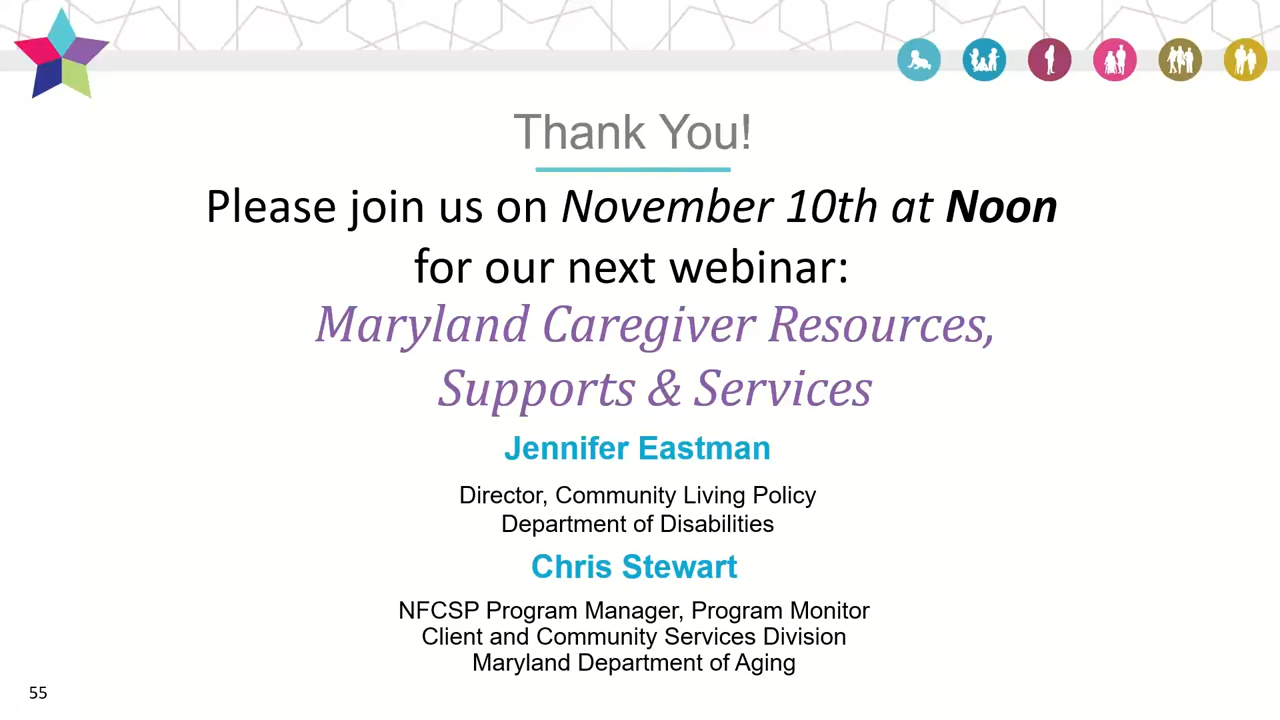 Thank You!
Please join us on November 10th at Noon
for our next webinar:
Maryland Caregiver Resources,
Supports & Services
Jennifer Eastman
Director, Community Living Policy
Department of Disabilities
Chris Stewart
NFCSP Program Manager, Program Monitor
Client and Community Services Division
Maryland Department of Aging
55